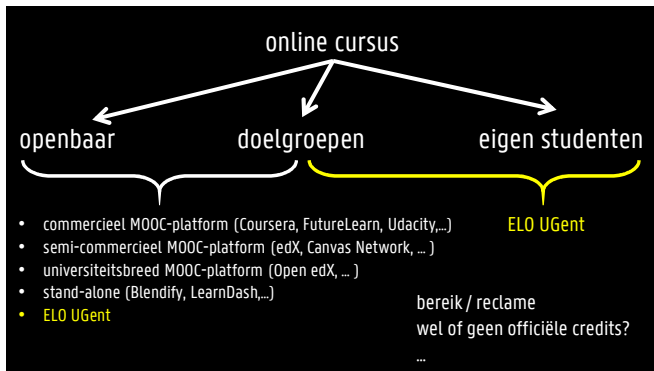 online cursus
openbaar doelgroepen eigen studenten
• commercieel MOOC-platform (Coursera, FutureLearn, Udacity,...)
• semi-commercieel MOOC-platform (edX, Canvas Network, ... )
• universiteitsbreed MOOC-platform (Open edX, ... )
• stand-alone (Blendify, LearnDash,...)
• ELO UGent
ELO UGent
bereik / reclame
wel of geen officiële credits?
...